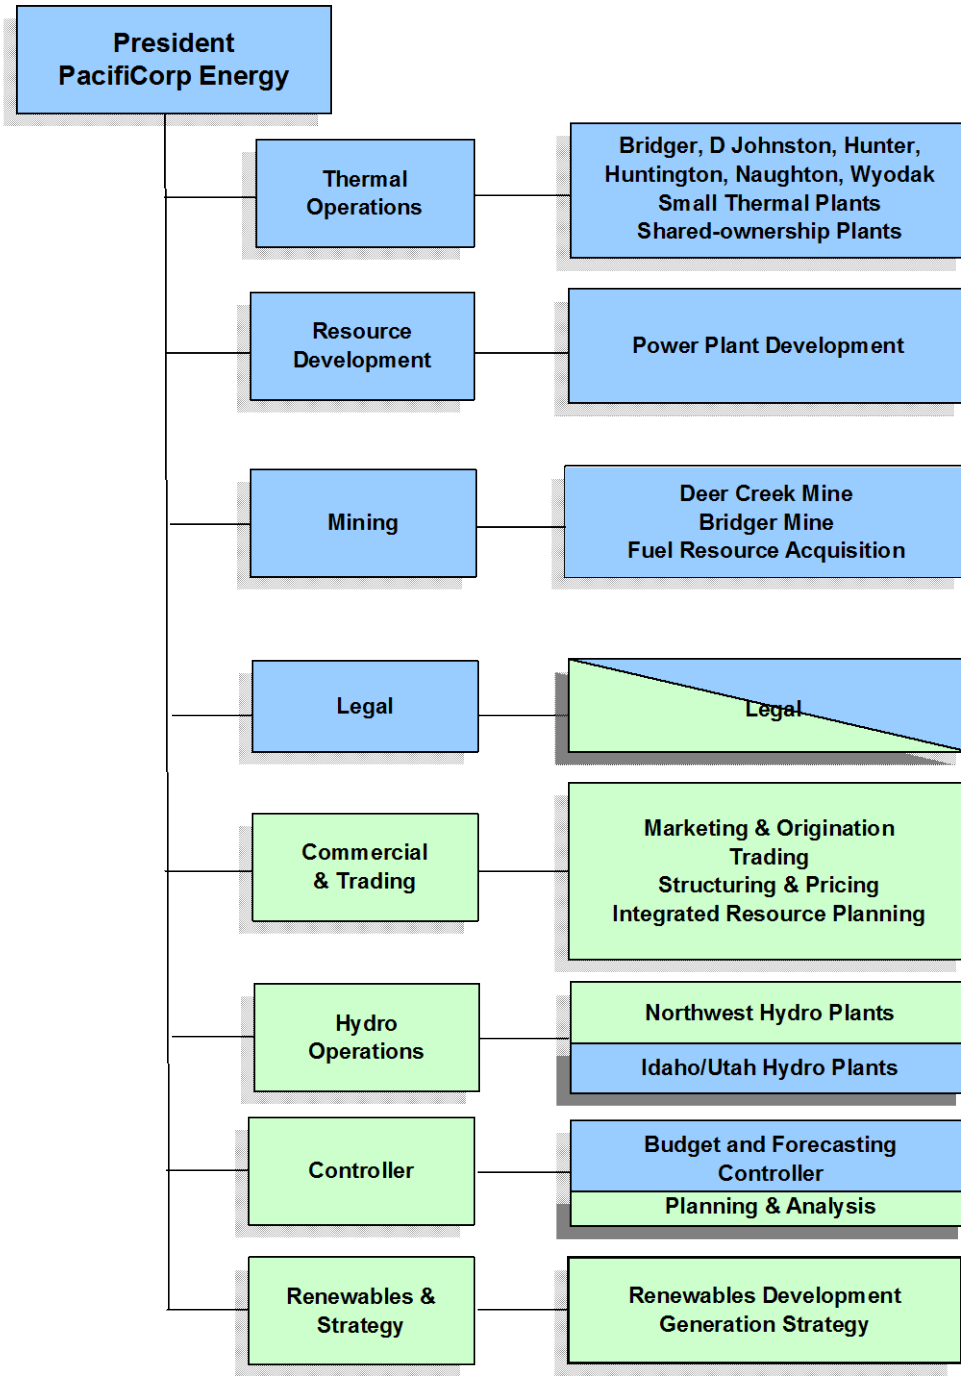 President
PacifiCorp Energy
Thermal
Operations
Bridger, D Johnston, Hunter,
Huntington, Naughton, Wyodak
Small Thermal Plants
Shared-ownership Plants
Resource
Development
Power Plant Development
Mining
Deer Creek Mine
Bridger Mine
Fuel Resource Acquisition
Legal
Legal
Commercial
& Trading
Marketing & Origination
Trading
Structuring & Pricing
Integrated Resource Planning
Hydro
Operations
Northwest Hydro Plants
Idaho/Utah Hydro Plants
Controller
Budget and Forecasting
Controller
Planning & Analysis
Renewables &
Strategy
Renewables Development
Generation Strategy